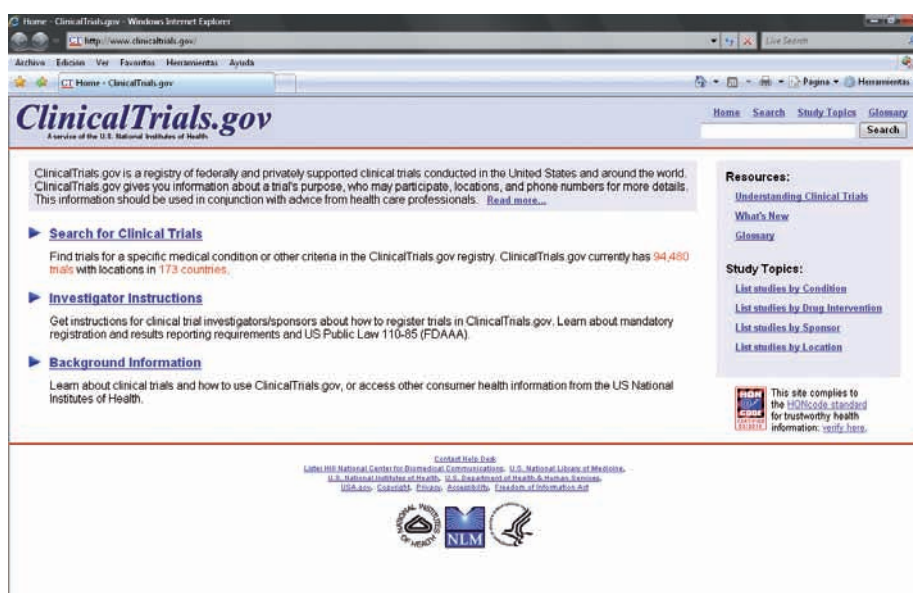 Home - ClinicalTrials.gov - Windows Internet Explorer
http://www.clinicaltrials.gov/
Live Search
Archivo Edición Ver Favoritos Herramientas Ayuda
CT Home - ClinicalTrials.gov
Página Herramientas
ClinicalTrials.gov
A service of the U.S. National Institutes of Health
Home Search Study Topics Glossary
Search
ClinicalTrials.gov is a registry of federally and privately supported clinical trials conducted in the United States and around the world.
ClinicalTrials.gov gives you information about a trial's purpose, who may participate, locations, and phone numbers for more details.
This information should be used in conjunction with advice from health care professionals. Read more...
Search for Clinical Trials
Find trials for a specific medical condition or other criteria in the ClinicalTrials.gov registry. ClinicalTrials.gov currently has 94,480
trials with locations in 173 countries.
Investigator Instructions
Get instructions for clinical trial investigators/sponsors about how to register trials in ClinicalTrials.gov. Learn about mandatory
registration and results reporting requirements and US Public Law 110-85 (FDAAA).
Background Information
Learn about clinical trials and how to use ClinicalTrials.gov, or access other consumer health information from the US National
Institutes of Health.
Resources:
Understanding Clinical Trials
What's New
Glossary
Study Topics:
List studies by Condition
List studies by Drug Intervention
List studies by Sponsor
List studies by Location
HON
CODE
This site complies to
the HONcode standard
for trustworthy health
information: verify here.
Contact Help Desk
Lister Hill National Center for Biomedical Communications, U.S. National Library of Medicine,
U.S. National Institutes of Health, U.S. Department of Health & Human Services,
USA.gov, Copyright, Privacy, Accessibility, Freedom of Information Act
NATIONAL INSTITUTES OF HEALTH
NLM